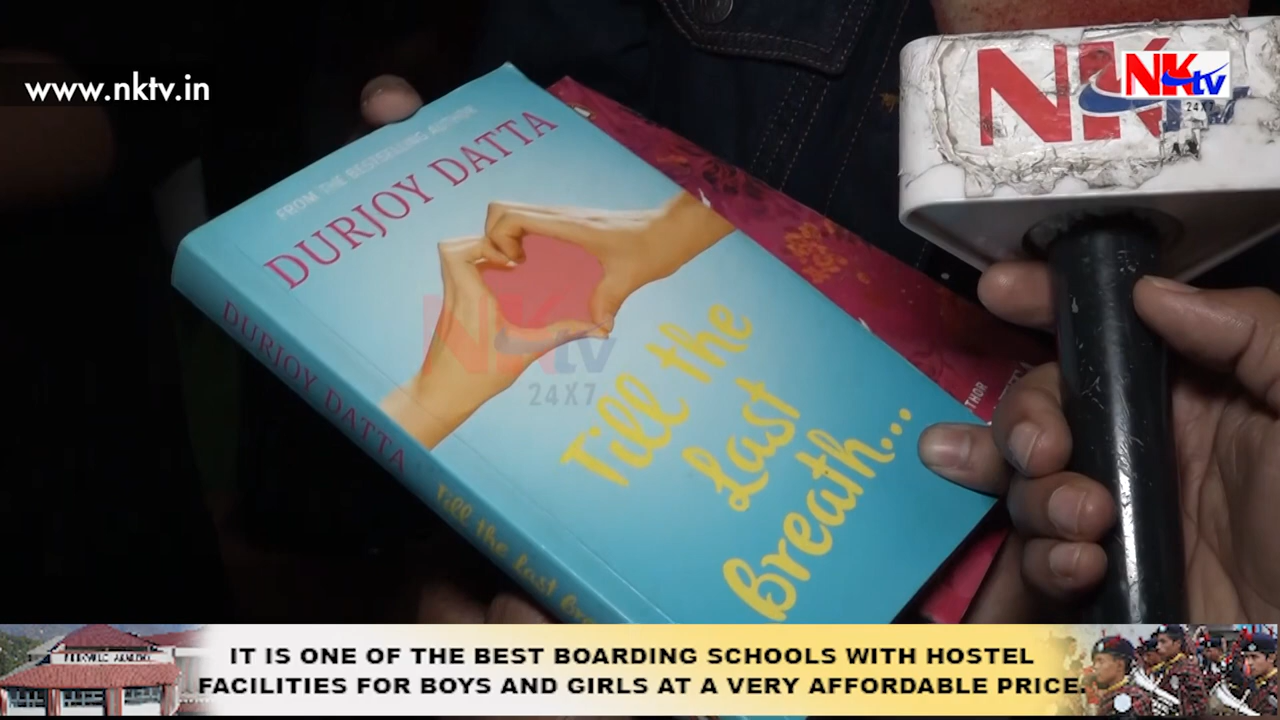 www.nktv.in
NKtv
24X7
NK
FROM THE BESTSELLING AUTHOR
DURJOY DATTA
NKtv
24X7
Till the
Last
Breath...
DURJOY DATTA
Till the Last
THOR
IT IS ONE OF THE BEST BOARDING SCHOOLS WITH HOSTEL
FACILITIES FOR BOYS AND GIRLS AT A VERY AFFORDABLE PRICE.